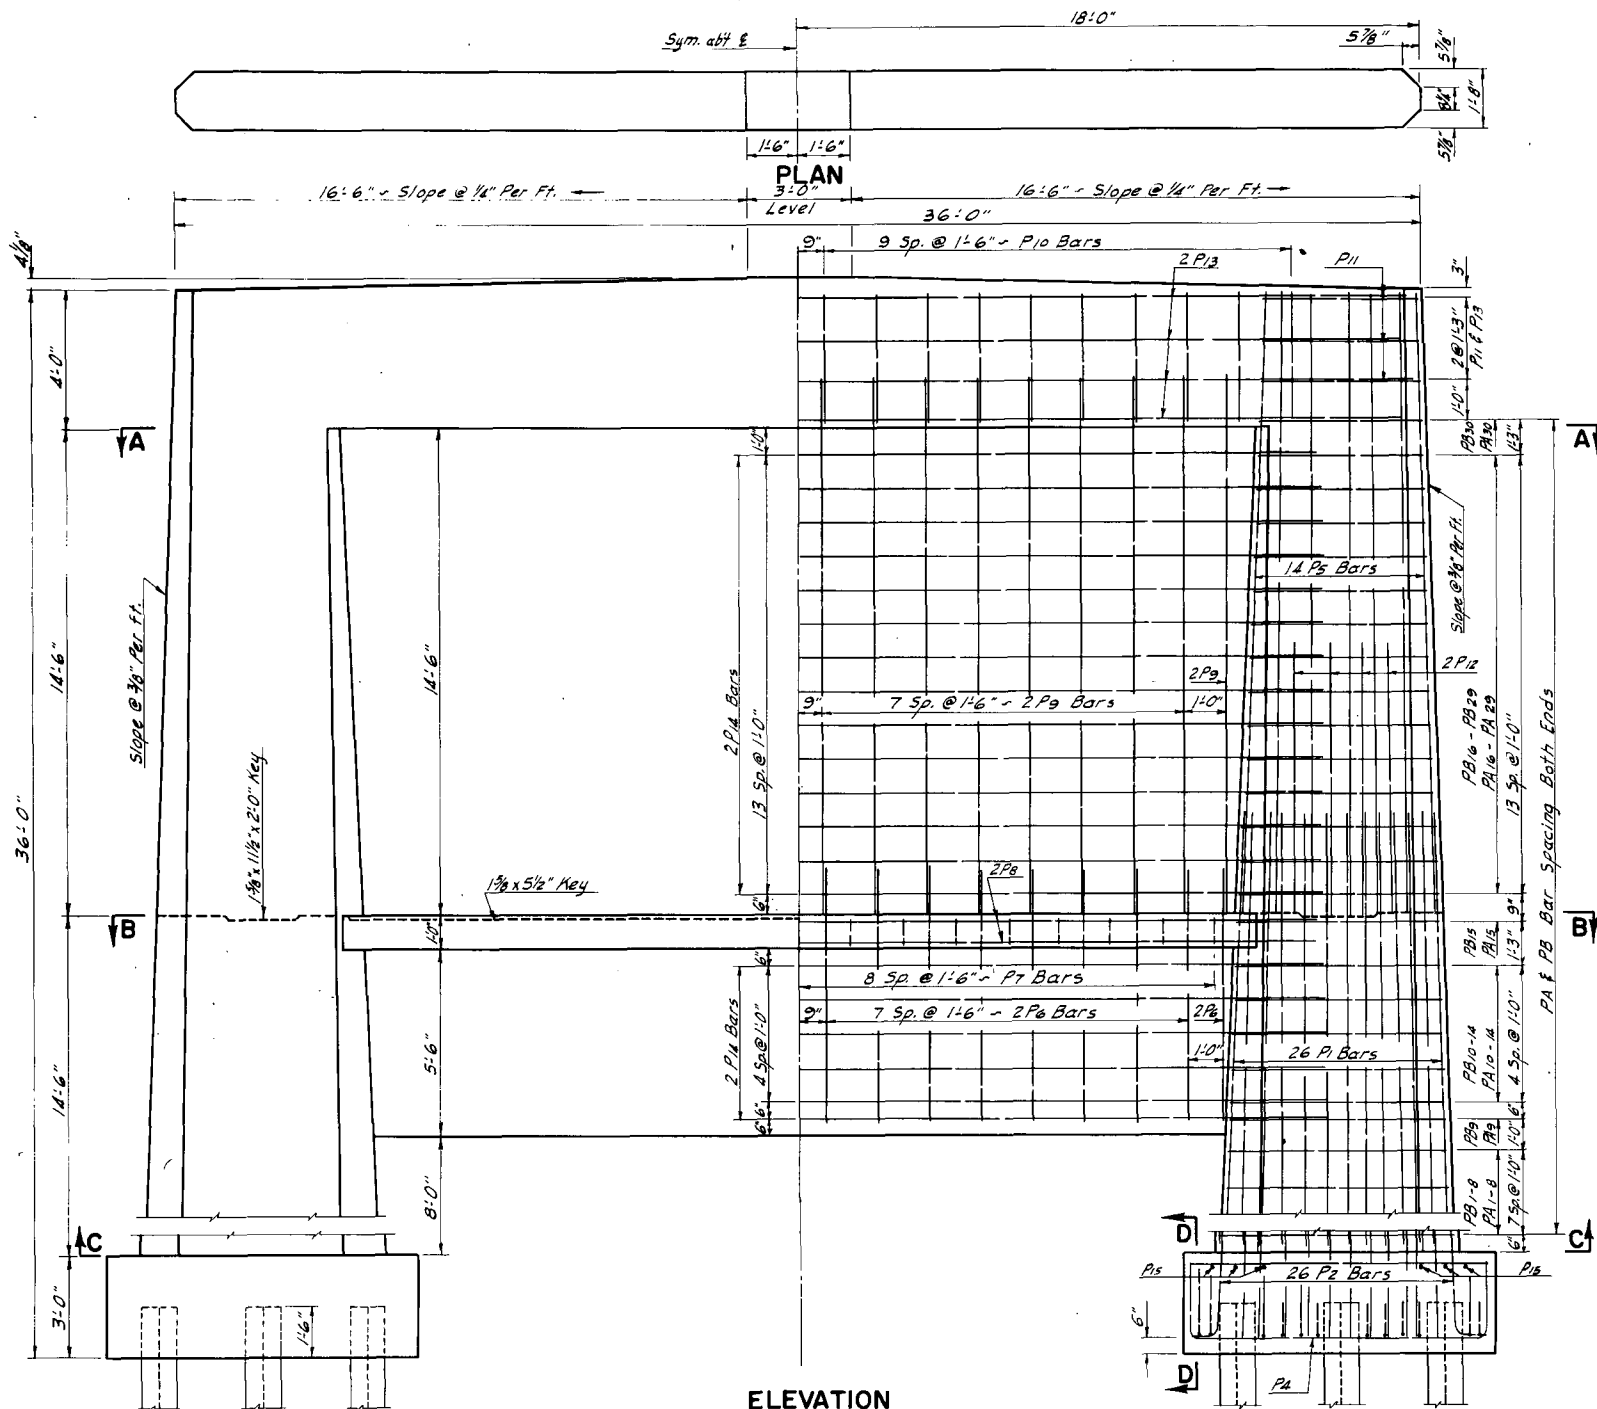 18'-0"
Sym. abt ℄
5⅞"
5⅞"
8¼"
1'-8"
5⅞"
1'-6"
1'-6"
PLAN
16'-6" ~ Slope @ ¼" Per Ft.
3'-0"
Level
16'-6" ~ Slope @ ¼" Per Ft.
36'-0"
4⅛"
9"
9 Sp. @ 1'-6" ~ P10 Bars
2 P13
P11
3"
2@1'-3"
P11 & P13
4'-0"
1'-0"
A
A
1'-0"
PB30
PA30
1'-3"
Slope @ ⅜" Per Ft.
14 P5 Bars
14'-6"
14'-6"
Slope @ ⅜" Per Ft.
2P12
2P9
9"
7 Sp. @ 1'-6" ~ 2P9 Bars
1'-0"
2P14 Bars
13 Sp. @ 1'-0"
PB16 - PB29
PA16 - PA29
13 Sp. @ 1'-0"
PA & PB Bar Spacing Both Ends
36'-0"
1⅝" x 11½" x 2'-0" Key
1⅝ x 5½" Key
2P8
6"
9"
B
B
1'-0"
PB15
PA15
1'-3"
6"
8 Sp. @ 1'-6" ~ P7 Bars
9"
7 Sp. @ 1'-6" ~ 2P6 Bars
2P6
2 P14 Bars
4 Sp.@1'-0"
1'-0"
26 P1 Bars
PB10-14
PA10-14
4 Sp. @ 1'-0"
5'-6"
14'-6"
6"
6"
6"
PB9
PA9
1'-0"
8'-0"
PB1-8
PA1-8
7 Sp.@1'-0"
D
C
C
6"
P15
26 P2 Bars
P15
3'-0"
1'-6"
6"
D
P4
ELEVATION